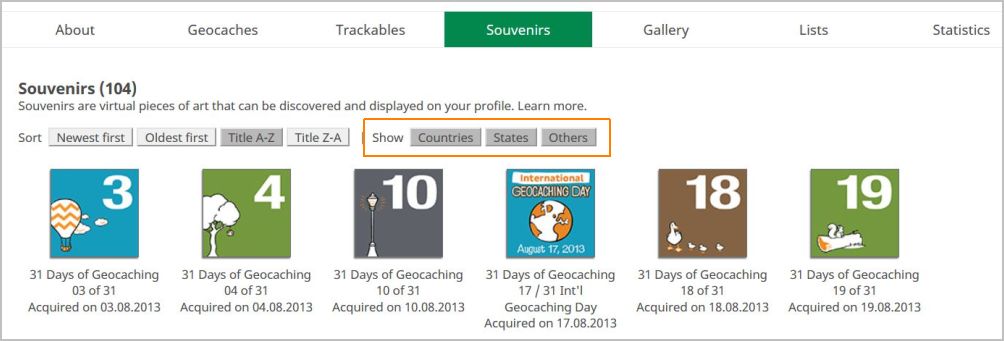 About Geocaches Trackables Souvenirs Gallery Lists Statistics
Souvenirs (104)
Souvenirs are virtual pieces of art that can be discovered and displayed on your profile. Learn more.
Sort Newest first Oldest first Title A-Z Title Z-A | Show Countries States Others
3
4
10
International
GEOCACHING DAY
August 17, 2013
18
19
31 Days of Geocaching
03 of 31
Acquired on 03.08.2013
31 Days of Geocaching
04 of 31
Acquired on 04.08.2013
31 Days of Geocaching
10 of 31
Acquired on 10.08.2013
31 Days of Geocaching
17 / 31 Int'l
Geocaching Day
Acquired on 17.08.2013
31 Days of Geocaching
18 of 31
Acquired on 18.08.2013
31 Days of Geocaching
19 of 31
Acquired on 19.08.2013